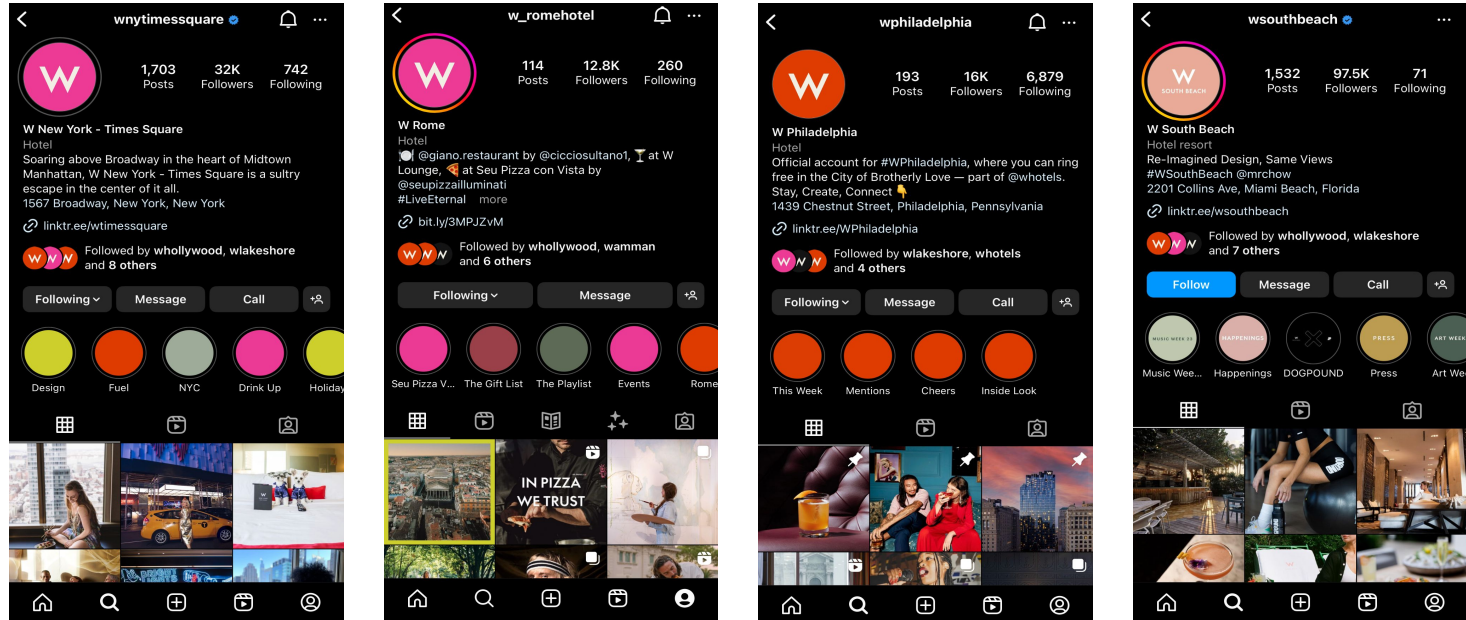 wnytimessquare
W
1,703 32K 742
Posts Followers Following
W New York - Times Square
Hotel
Soaring above Broadway in the heart of Midtown
Manhattan, W New York - Times Square is a sultry
escape in the center of it all.
1567 Broadway, New York, New York
linktr.ee/wtimessquare
Followed by whollywood, wlakeshore
and 8 others
Following Message Call
Design Fuel NYC Drink Up Holiday
w_romehotel
W
114 12.8K 260
Posts Followers Following
W Rome
Hotel
@giano.restaurant by @cicciosultano1, at W
Lounge, at Seu Pizza con Vista by
@seupizzailluminati
#LiveEternal more
bit.ly/3MPJZvM
Followed by whollywood, wamman
and 6 others
Following Message
Seu Pizza V... The Gift List The Playlist Events Rome
IN PIZZA
WE TRUST
wphiladelphia
W
193 16K 6,879
Posts Followers Following
W Philadelphia
Hotel
Official account for #WPhiladelphia, where you can ring
free in the City of Brotherly Love — part of @whotels.
Stay, Create, Connect
1439 Chestnut Street, Philadelphia, Pennsylvania
linktr.ee/WPhiladelphia
Followed by wlakeshore, whotels
and 4 others
Following Message Call
This Week Mentions Cheers Inside Look
wsouthbeach
W
SOUTH BEACH
1,532 97.5K 71
Posts Followers Following
W South Beach
Hotel resort
Re-Imagined Design, Same Views
#WSouthBeach @mrchow
2201 Collins Ave, Miami Beach, Florida
linktr.ee/wsouthbeach
Followed by whollywood, wlakeshore
and 7 others
Follow Message Call
MUSIC WEEK 23 HAPPENINGS PRESS ART WEEK
Music Wee... Happenings DOGPOUND Press Art We